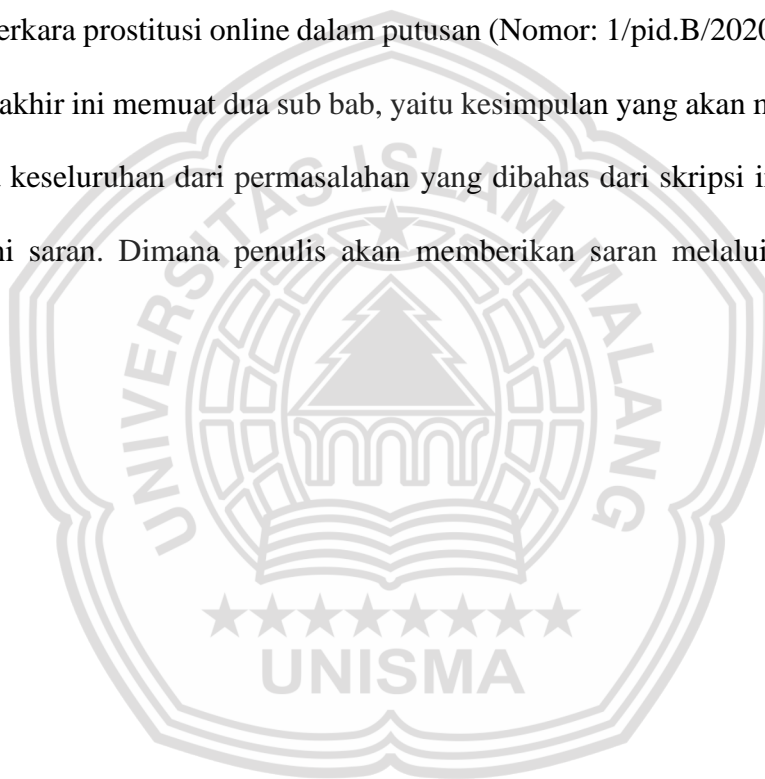 erkara prostitusi online dalam putusan (Nomor: 1/pid.B/2020
akhir ini memuat dua sub bab, yaitu kesimpulan yang akan
keseluruhan dari permasalahan yang dibahas dari skripsi
ni saran. Dimana penulis akan memberikan saran melalui
UNIVERSITAS ISLAM MALANG
UNISMA